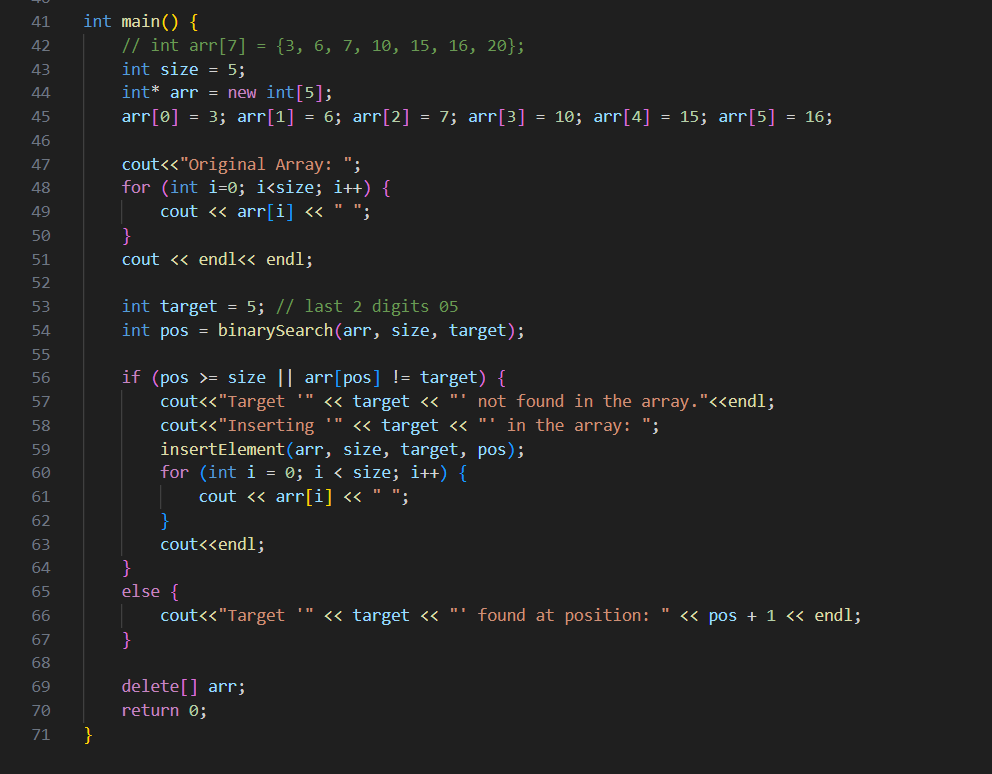 41 int main() {
42 // int arr[7] = {3, 6, 7, 10, 15, 16, 20};
43 int size = 5;
44 int* arr = new int[5];
45 arr[0] = 3; arr[1] = 6; arr[2] = 7; arr[3] = 10; arr[4] = 15; arr[5] = 16;
46
47 cout<<"Original Array: ";
48 for (int i=0; i<size; i++) {
49 cout << arr[i] << " ";
50 }
51 cout << endl<< endl;
52
53 int target = 5; // last 2 digits 05
54 int pos = binarySearch(arr, size, target);
55
56 if (pos >= size || arr[pos] != target) {
57 cout<<"Target '" << target << "' not found in the array."<<endl;
58 cout<<"Inserting '" << target << "' in the array: ";
59 insertElement(arr, size, target, pos);
60 for (int i = 0; i < size; i++) {
61 cout << arr[i] << " ";
62 }
63 cout<<endl;
64 }
65 else {
66 cout<<"Target '" << target << "' found at position: " << pos + 1 << endl;
67 }
68
69 delete[] arr;
70 return 0;
71 }